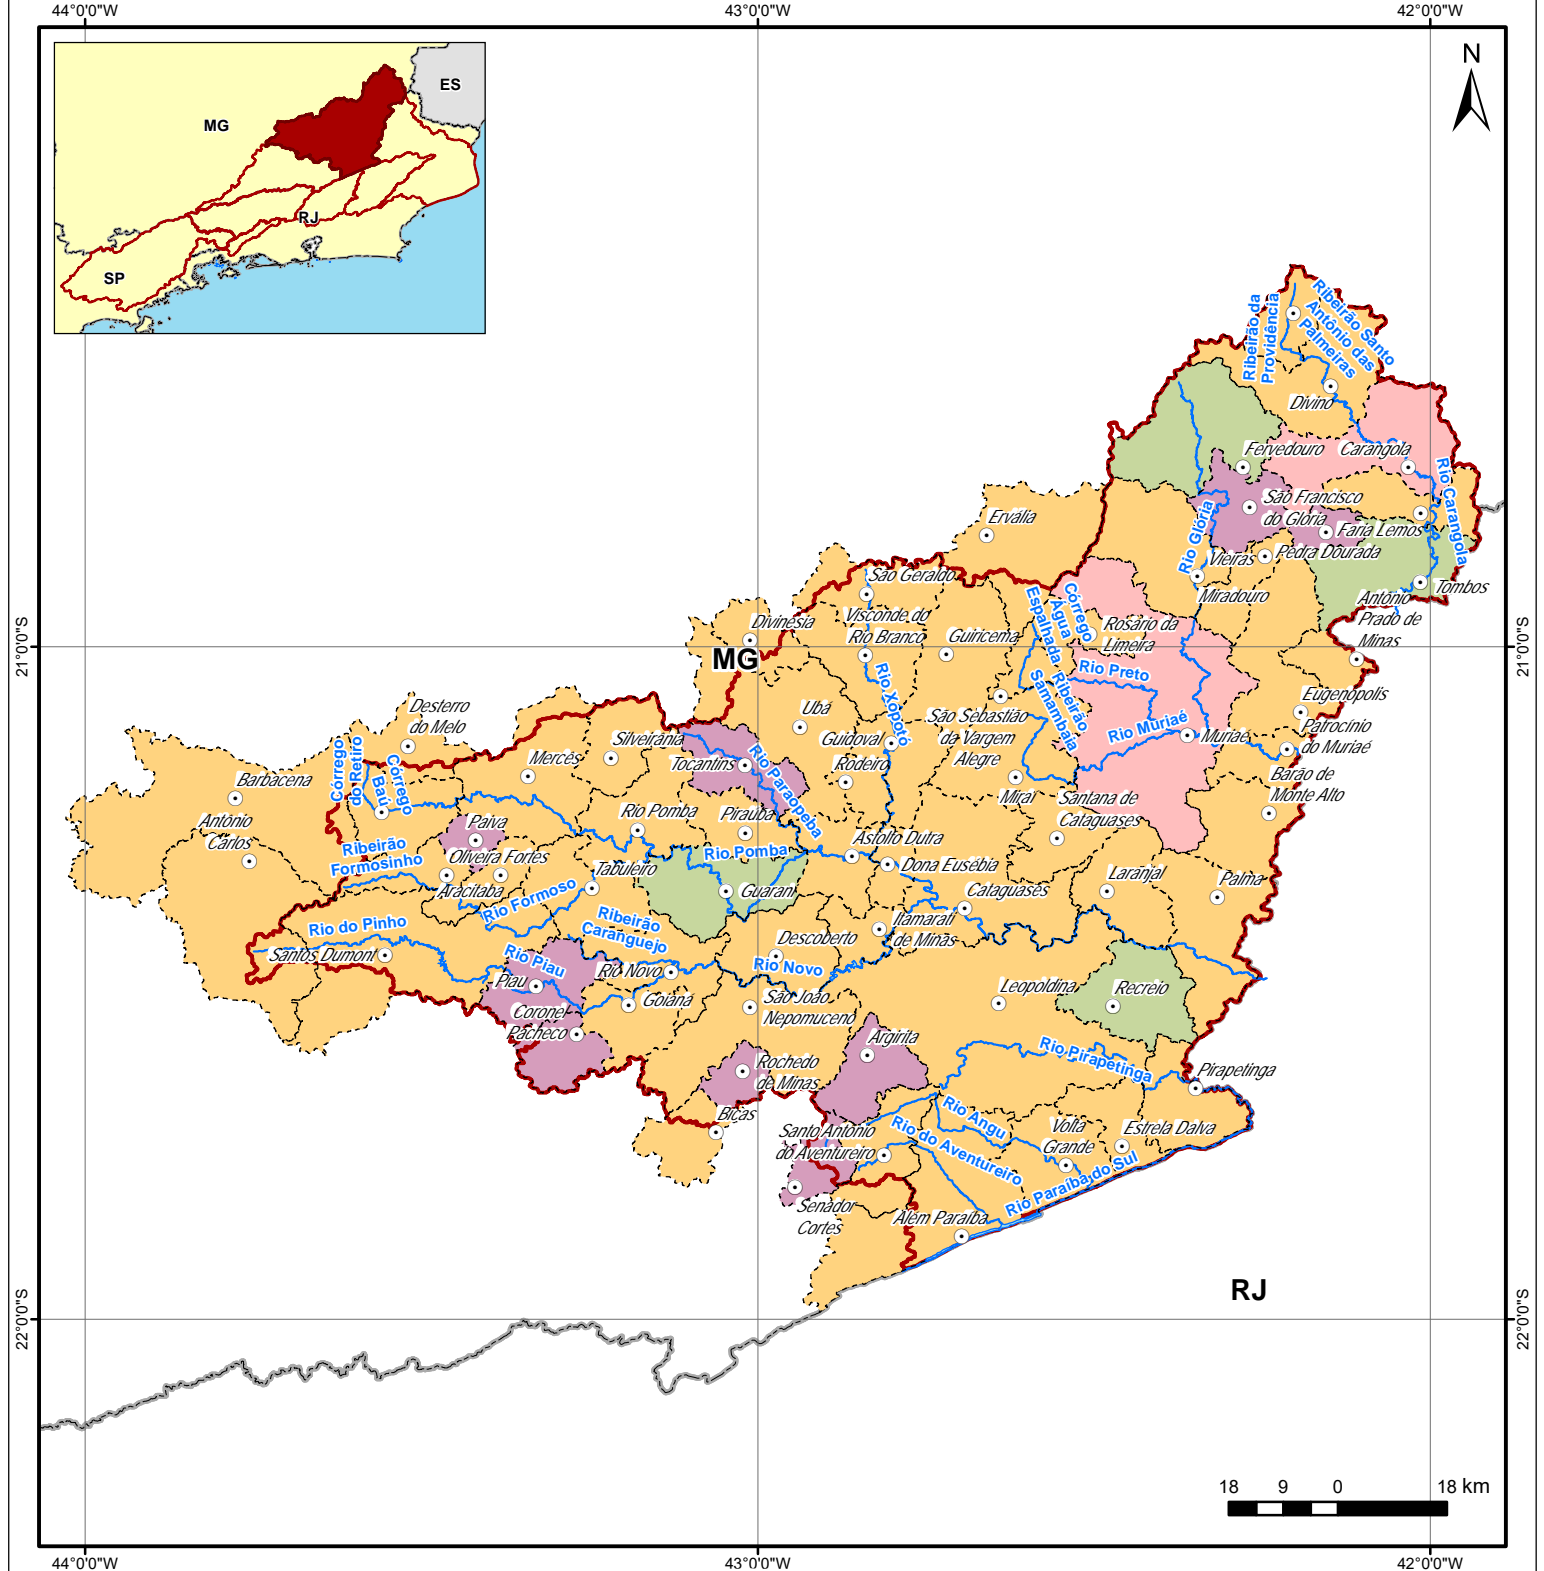 44°0'0"W
43°0'0"W
42°0'0"W
MG
ES
RJ
SP
N
Ribeirão da
Providência
Ribeirão Santo
Antônio das
Palmeiras
Divino
Fervedouro
Carangola
Rio Carangola
São Francisco
do Glória
Faria Lemos
Rio Glória
Vieiras
Pedra Dourada
Miradouro
Tombos
Antônio
Prado de
Minas
Ervália
São Geraldo
Divinésia
Visconde do
Rio Branco
Guiricema
Córrego
Água
Espalhada
Rosário da
Limeira
21°0'0"S
MG
21°0'0"S
Rio Preto
Ribeirão
Samambaia
Rio Xopotó
Eugenópolis
Patrocínio
do Muriaé
Rio Muriaé
Muriaé
Desterro
do Melo
Ubá
São Sebastião
da Vargem
Alegre
Guidoval
Silveirânia
Tocantins
Rio Paraopeba
Mercês
Rodeiro
Barão de
Monte Alto
Córrego
do Retiro
Córrego
Baú
Barbacena
Antônio
Carlos
Miraí
Santana de
Cataguases
Rio Pomba
Piraúba
Paiva
Astolfo Dutra
Ribeirão
Formosinho
Oliveira Fortes
Rio Pomba
Dona Eusébia
Aracitaba
Tabuleiro
Guarani
Laranjal
Palma
Cataguases
Rio Formoso
Rio do Pinho
Ribeirão
Caranguejo
Itamarati
de Minas
Descoberto
Santos Dumont
Rio Piau
Rio Novo
Rio Novo
Piau
Goianá
São João
Nepomuceno
Leopoldina
Recreio
Coronel
Pacheco
Argirita
Rio Pirapetinga
Pirapetinga
Rochedo
de Minas
Bicas
Rio Angu
Volta
Grande
Estrela Dalva
Santo Antônio
do Aventureiro
Rio do Aventureiro
Rio Paraíba do Sul
Senador
Cortes
Além Paraíba
RJ
22°0'0"S
22°0'0"S
18
9
0
18 km
44°0'0"W
43°0'0"W
42°0'0"W